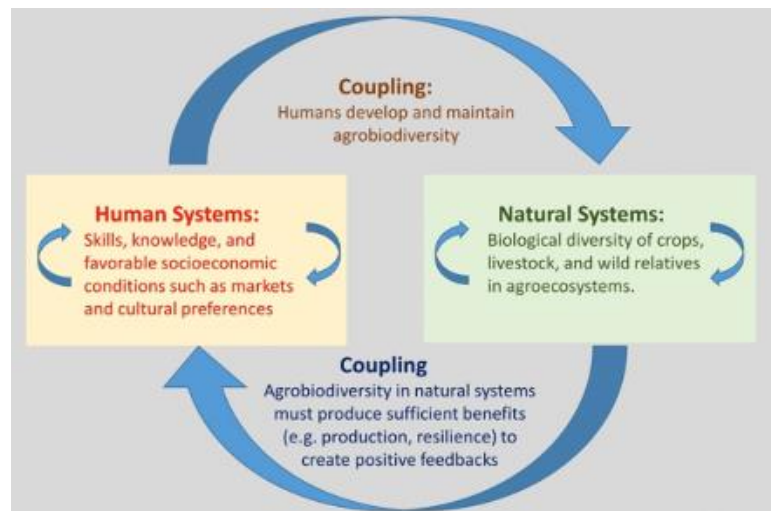 Coupling:
Humans develop and maintain
agrobiodiversity
Human Systems:
Skills, knowledge, and
favorable socioeconomic
conditions such as markets
and cultural preferences
Natural Systems:
Biological diversity of crops,
livestock, and wild relatives
in agroecosystems.
Coupling
Agrobiodiversity in natural systems
must produce sufficient benefits
(e.g. production, resilience) to
create positive feedbacks